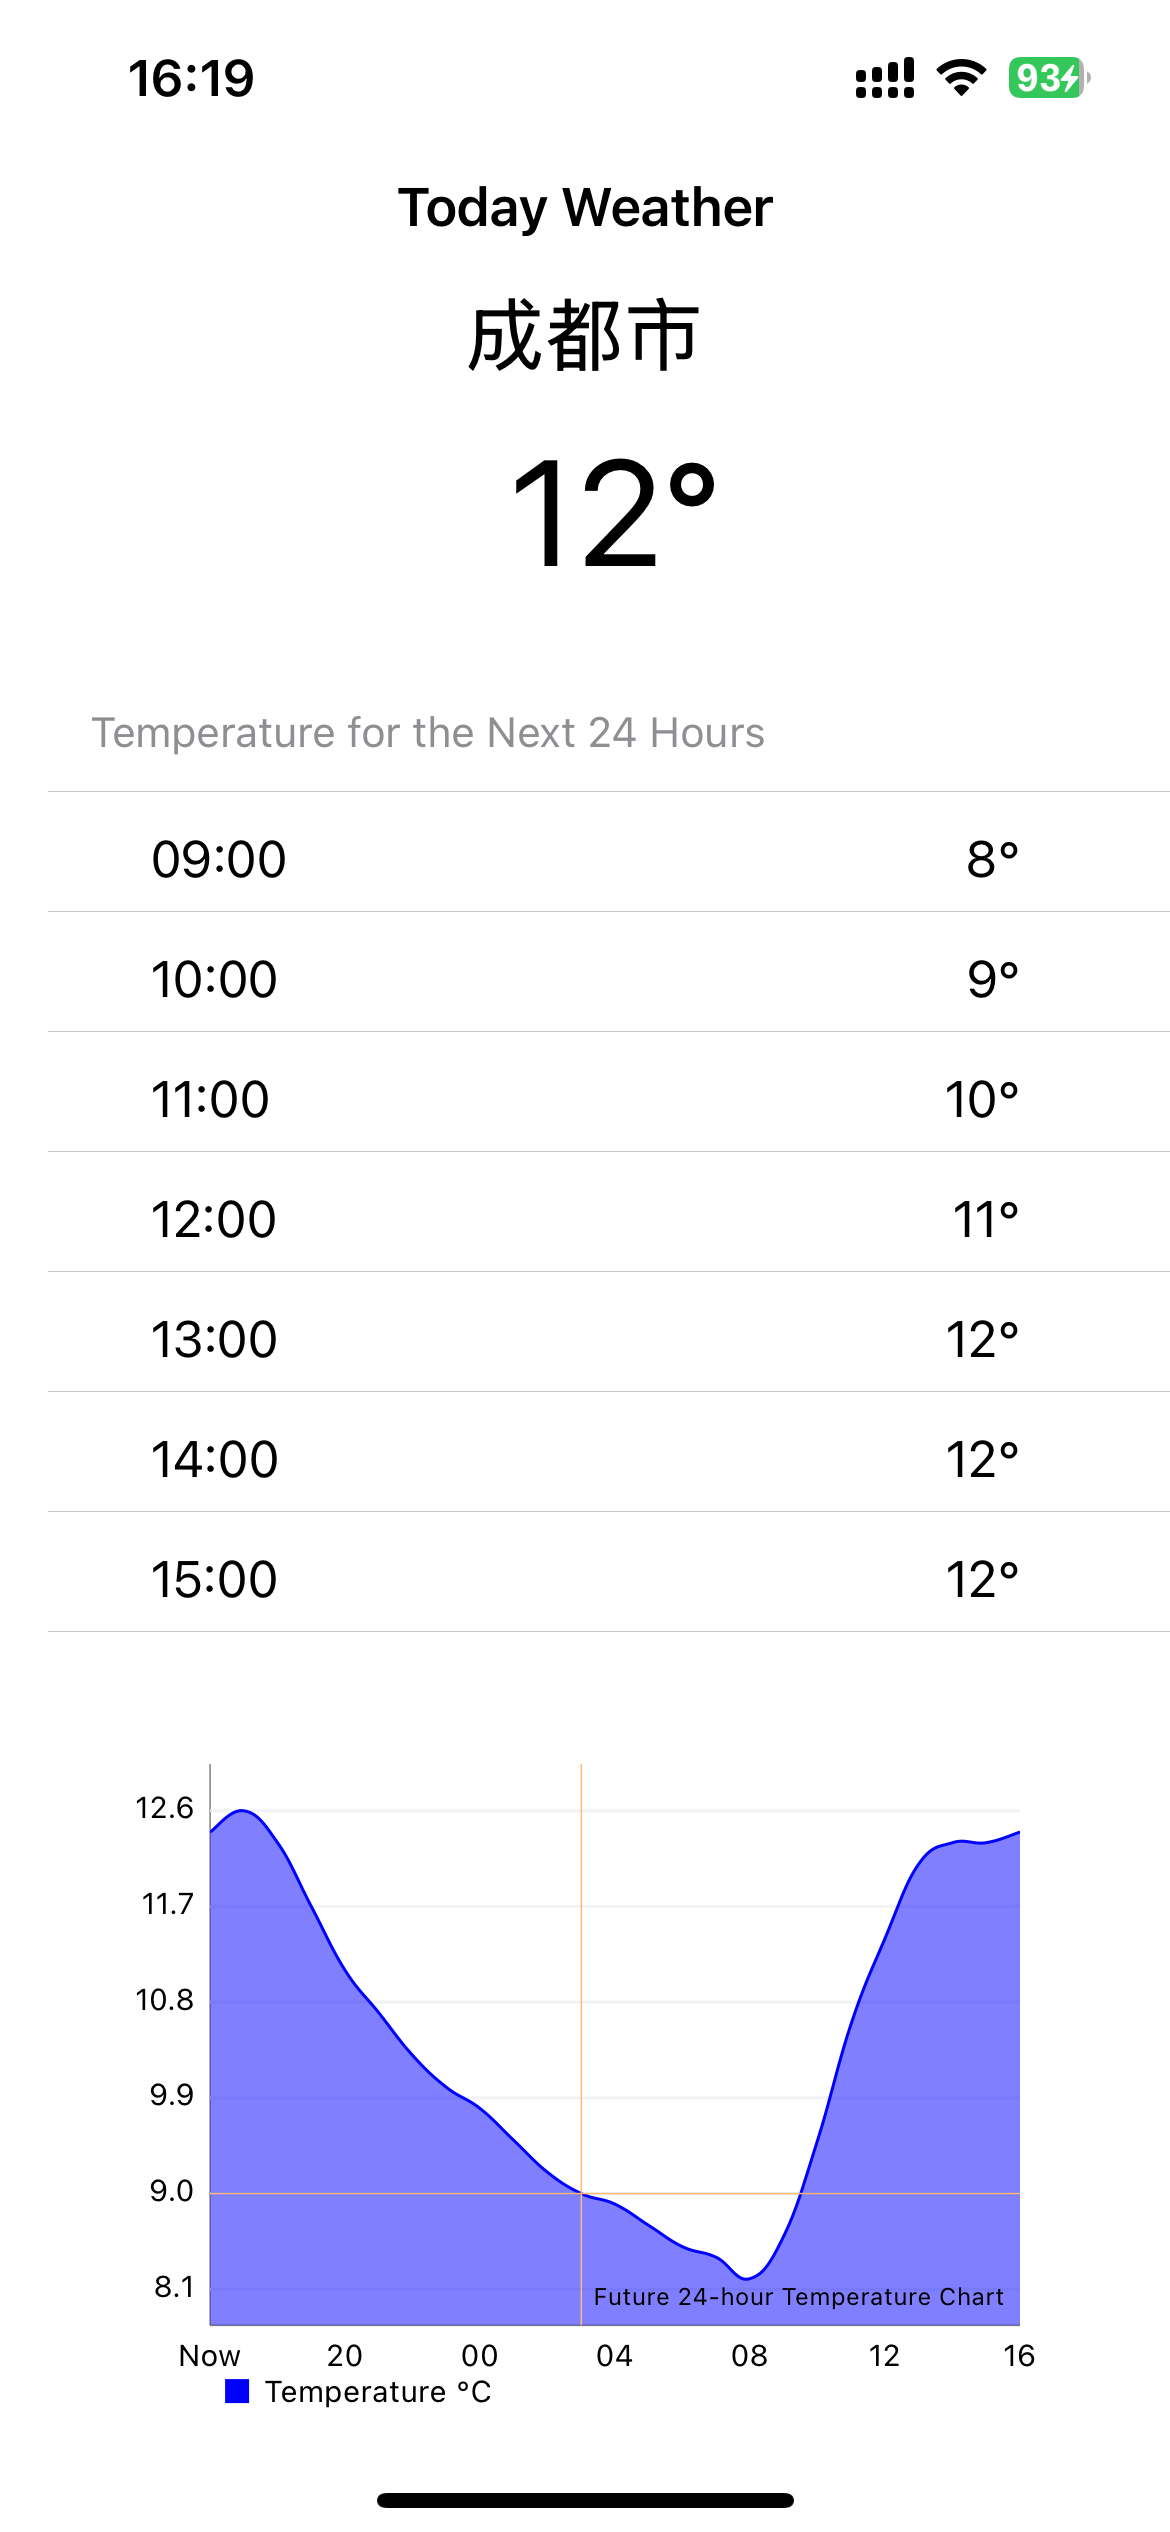 16:19 93
Today Weather
成都市
12°
Temperature for the Next 24 Hours
09:00 8°
10:00 9°
11:00 10°
12:00 11°
13:00 12°
14:00 12°
15:00 12°
12.6
11.7
10.8
9.9
9.0
8.1
Future 24-hour Temperature Chart
Now 20 00 04 08 12 16
Temperature °C